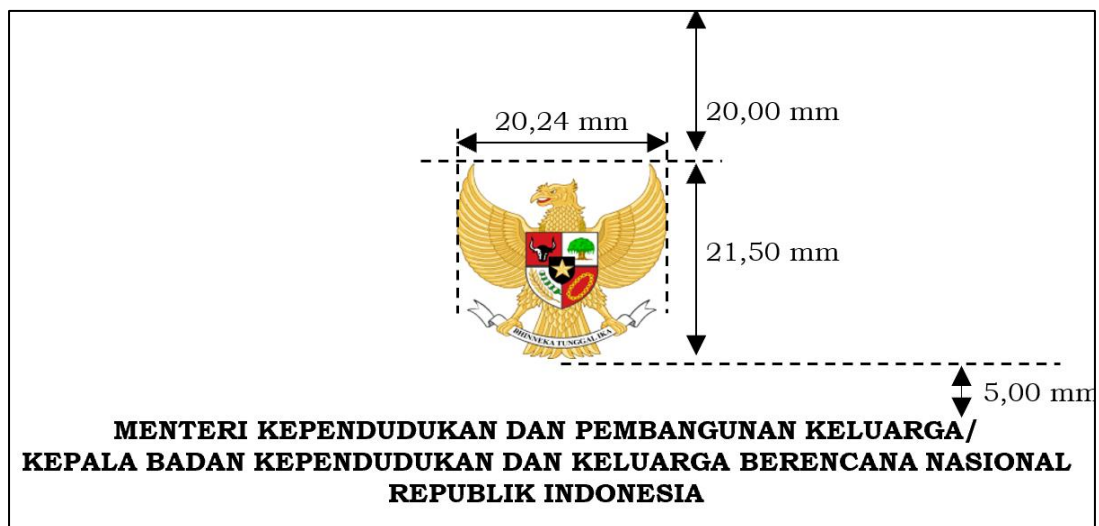 20,00 mm
20,24 mm
21,50 mm
BHINNEKA TUNGGAL IKA
5,00 mm
MENTERI KEPENDUDUKAN DAN PEMBANGUNAN KELUARGA/
KEPALA BADAN KEPENDUDUKAN DAN KELUARGA BERENCANA NASIONAL
REPUBLIK INDONESIA